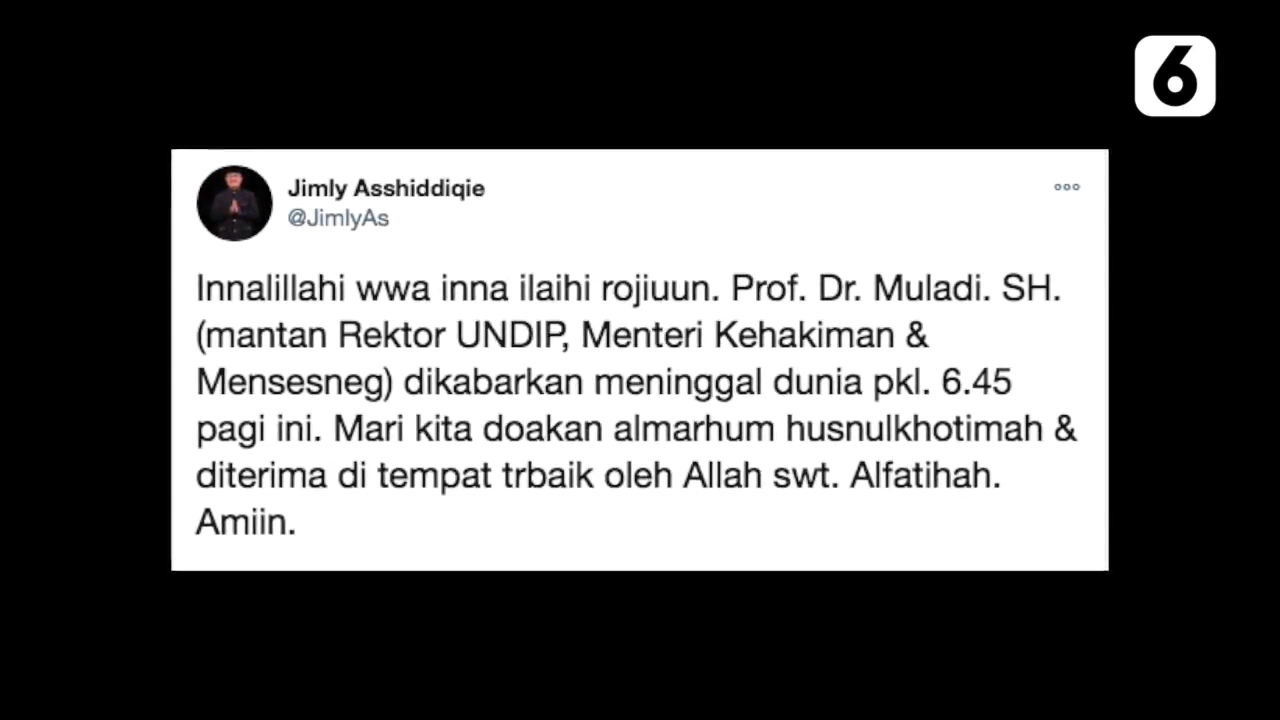 6
Jimly Asshiddiqie
@JimlyAs
Innalillahi wwa inna ilaihi rojiuun. Prof. Dr. Muladi. SH.
(mantan Rektor UNDIP, Menteri Kehakiman &
Mensesneg) dikabarkan meninggal dunia pkl. 6.45
pagi ini. Mari kita doakan almarhum husnulkhotimah &
diterima di tempat trbaik oleh Allah swt. Alfatihah.
Amiin.